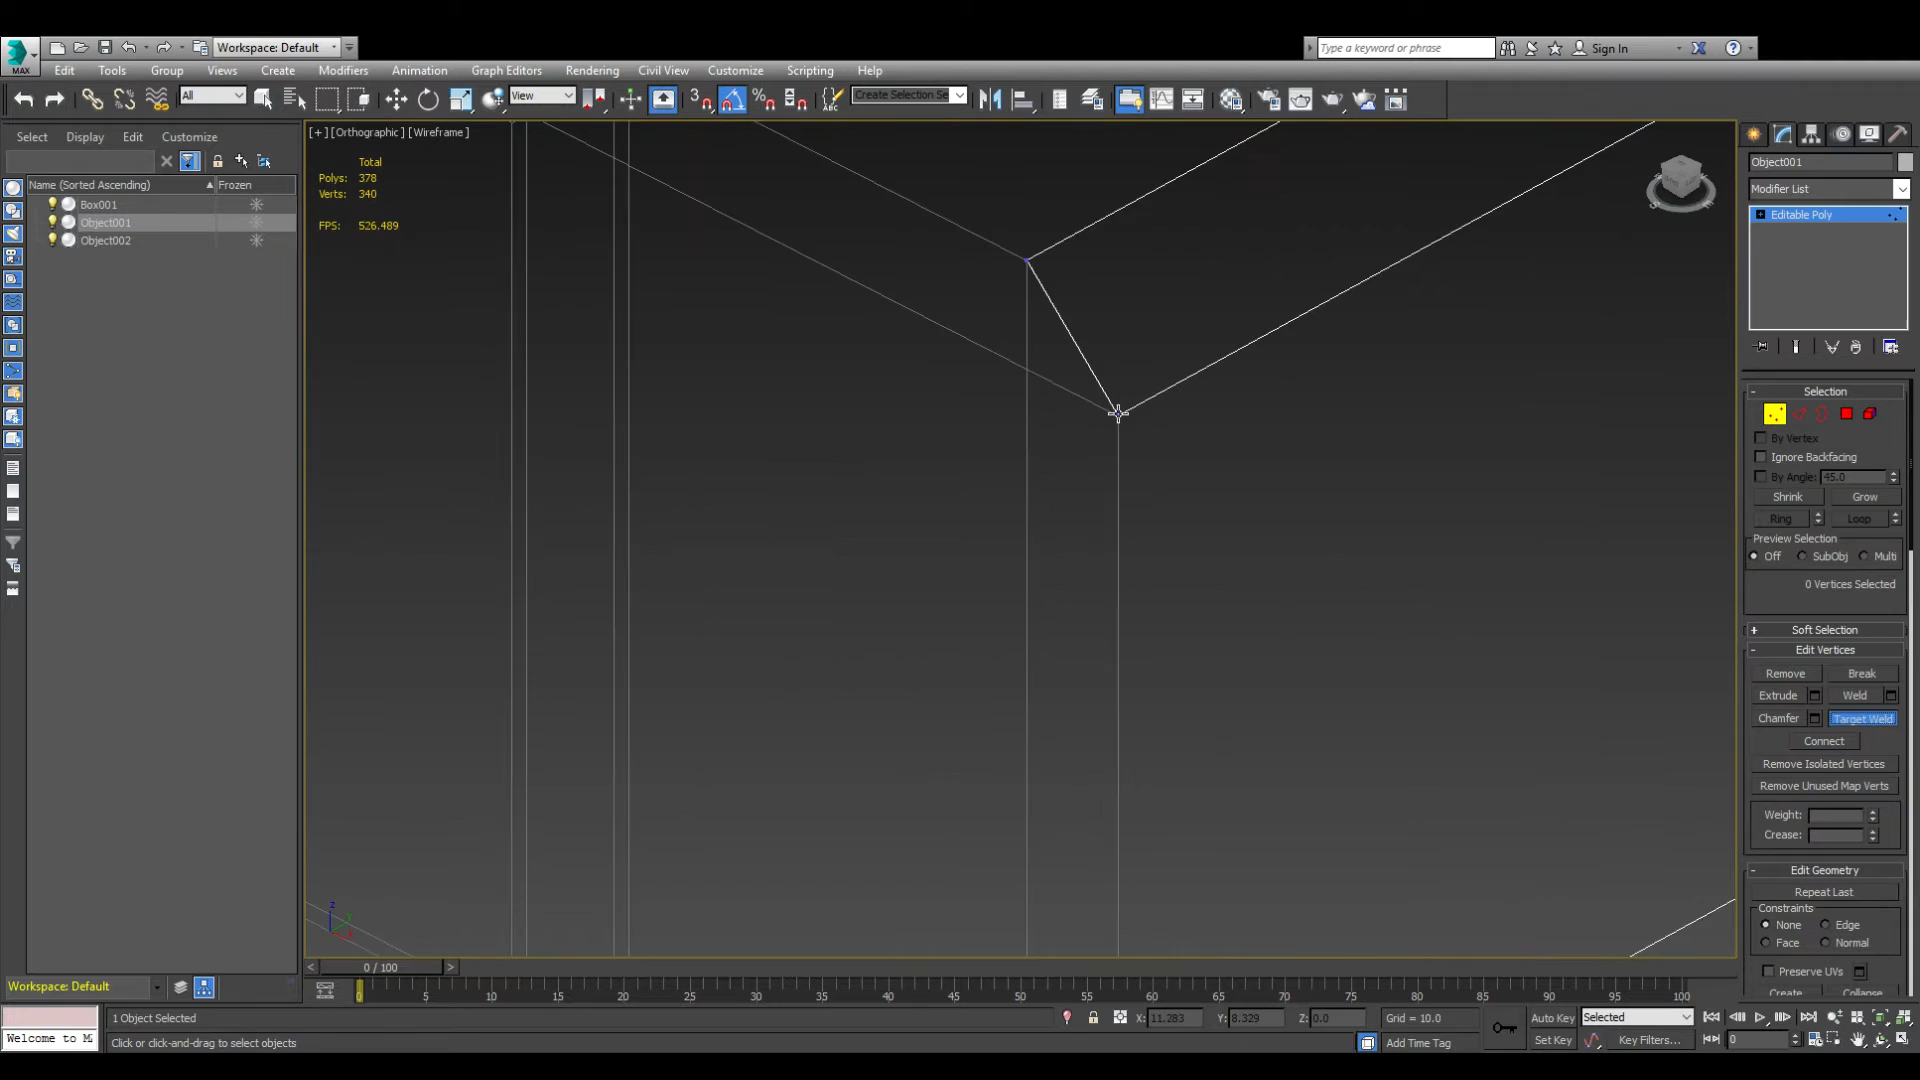 Workspace: Default
Type a keyword or phrase
Sign In
MAX
Edit Tools Group Views Create Modifiers Animation Graph Editors Rendering Civil View Customize Scripting Help
All
View
Create Selection Se
Select Display Edit Customize
[+] [Orthographic] [Wireframe]
Total
Polys: 378
Verts: 340
FPS: 526.489
Name (Sorted Ascending) Frozen
Box001
Object001
Object002
Object001
Modifier List
Editable Poly
Selection
By Vertex
Ignore Backfacing
By Angle: 45.0
Shrink Grow
Ring Loop
Preview Selection
Off SubObj Multi
0 Vertices Selected
Soft Selection
Edit Vertices
Remove Break
Extrude Weld
Chamfer Target Weld
Connect
Remove Isolated Vertices
Remove Unused Map Verts
Weight:
Crease:
Edit Geometry
Repeat Last
Constraints
None Edge
Face Normal
Preserve UVs
Create Collapse
z
0 / 100
Workspace: Default
0 5 10 15 20 25 30 35 40 45 50 55 60 65 70 75 80 85 90 95 100
1 Object Selected
X: 11.283 Y: 8.329 Z: 0.0 Grid = 10.0
Auto Key Selected
Welcome to M
Click or click-and-drag to select objects
Add Time Tag
Set Key Key Filters... 0